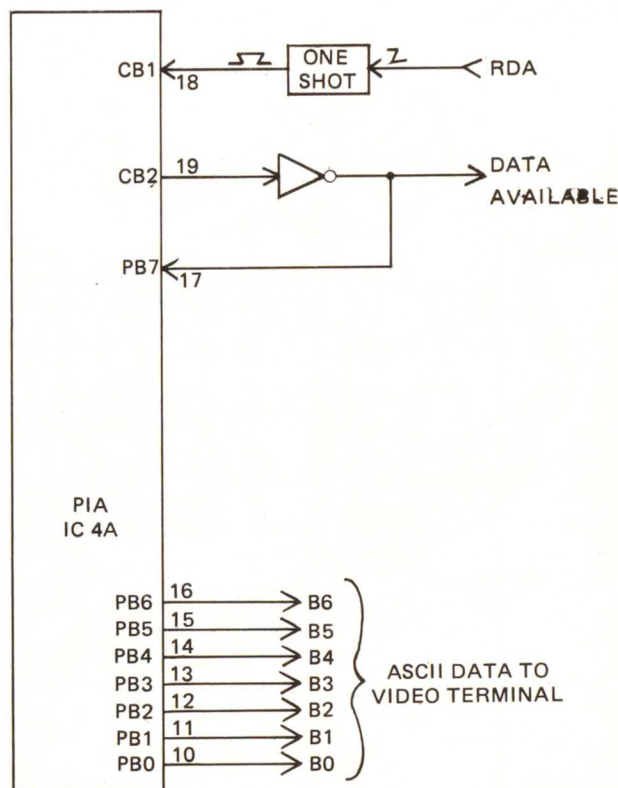 CB1
18
ONE
SHOT
RDA
CB2
19
DATA
AVAILABLE
PB7
17
PIA
IC 4A
PB6 16 B6
PB5 15 B5
PB4 14 B4
PB3 13 B3
PB2 12 B2
PB1 11 B1
PB0 10 B0
ASCII DATA TO
VIDEO TERMINAL